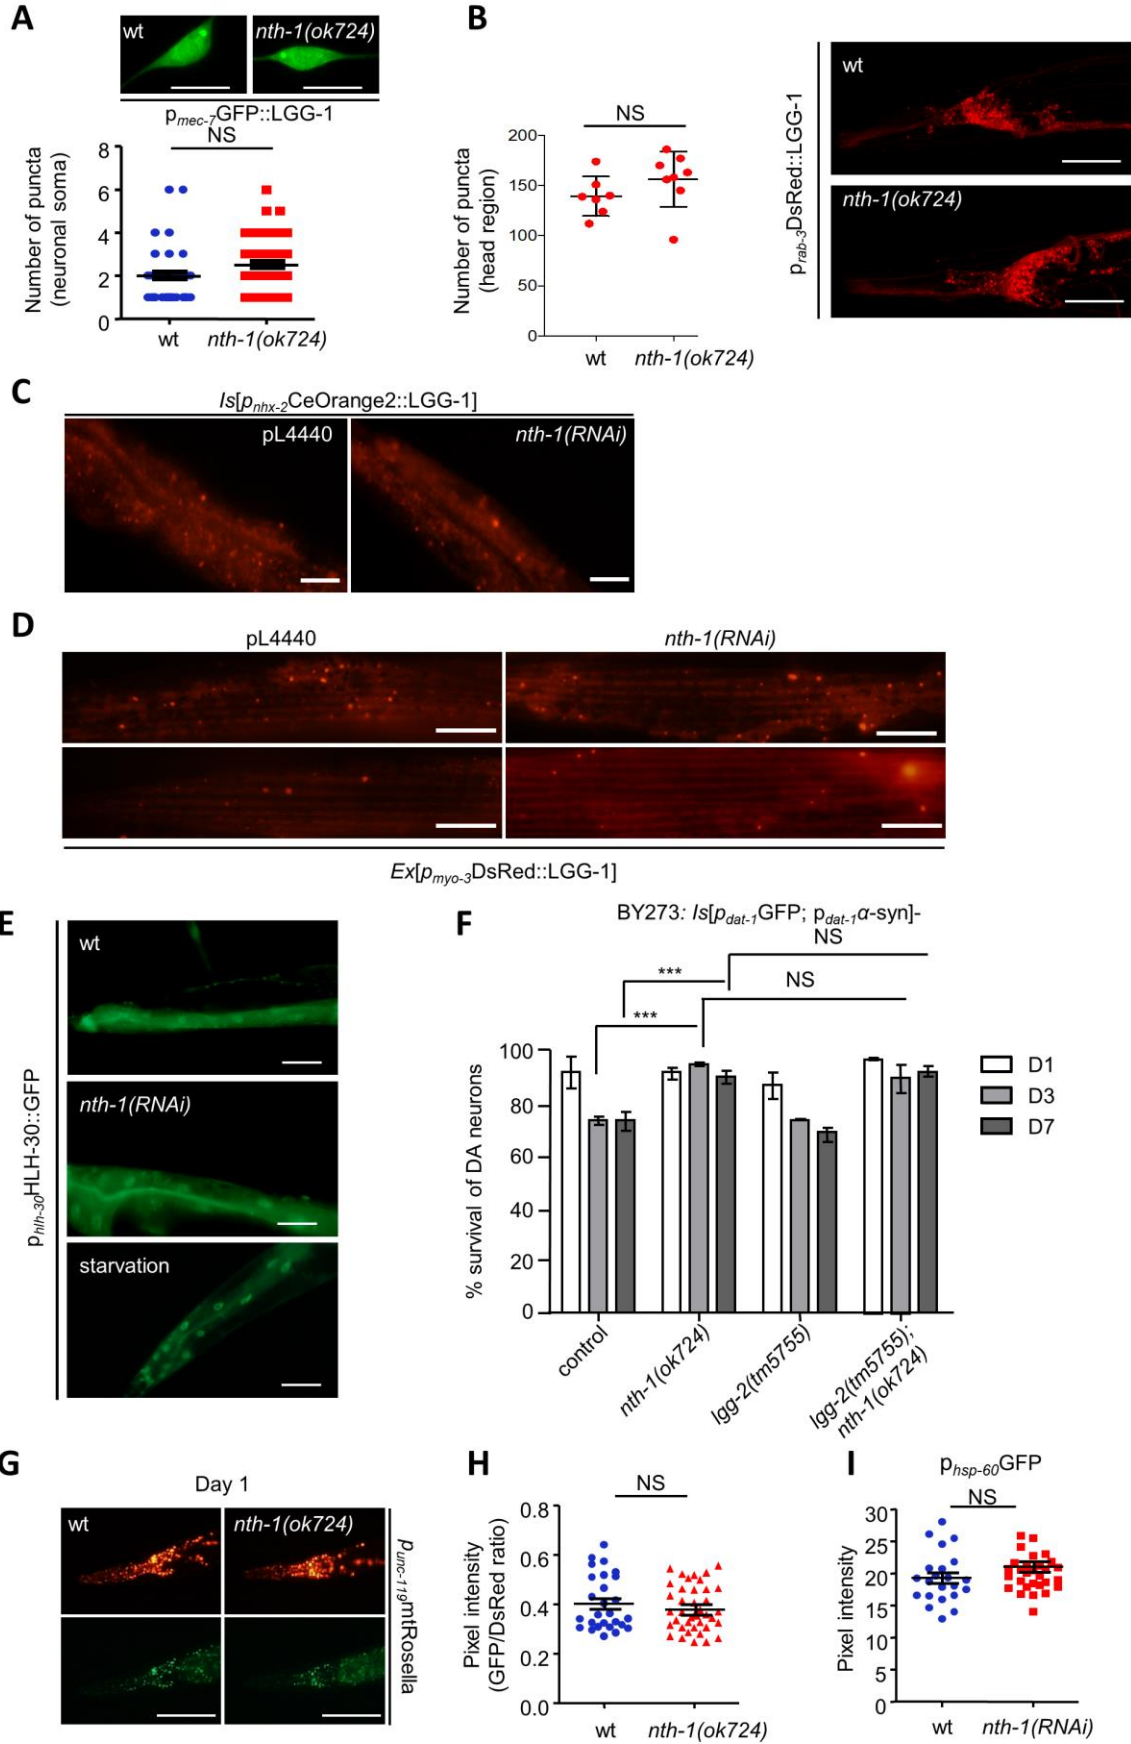 A
wt
nth-1(ok724)
pmec-7GFP::LGG-1
NS
Number of puncta
(neuronal soma)
8
6
4
2
0
wt
nth-1(ok724)
B
NS
Number of puncta
(head region)
200
150
100
50
0
wt
nth-1(ok724)
prab-3DsRed::LGG-1
wt
nth-1(ok724)
C
Is[pnhx-2CeOrange2::LGG-1]
pL4440
nth-1(RNAi)
D
pL4440
nth-1(RNAi)
Ex[pmyo-3DsRed::LGG-1]
E
phlh-30HLH-30::GFP
wt
nth-1(RNAi)
starvation
F
BY273: Is[pdat-1GFP; pdat-1α-syn]-
NS
***
NS
***
% survival of DA neurons
100
80
60
40
20
0
control
nth-1(ok724)
lgg-2(tm5755)
lgg-2(tm5755);
nth-1(ok724)
D1
D3
D7
G
Day 1
wt
nth-1(ok724)
punc-119mtRosella
H
NS
Pixel intensity
(GFP/DsRed ratio)
0.8
0.6
0.4
0.2
0.0
wt
nth-1(ok724)
I
phsp-60GFP
NS
Pixel intensity
30
25
20
15
10
5
0
wt
nth-1(RNAi)